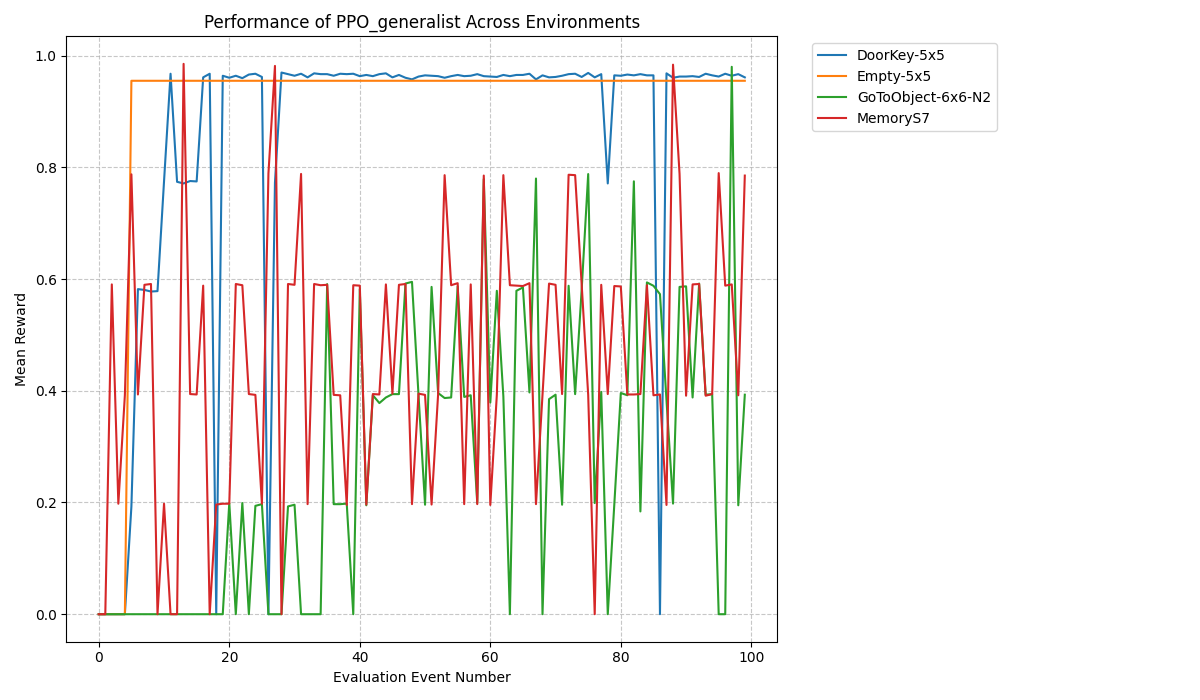 Performance of PPO_generalist Across Environments
DoorKey-5x5
Empty-5x5
GoToObject-6x6-N2
MemoryS7
Mean Reward
1.0
0.8
0.6
0.4
0.2
0.0
0 20 40 60 80 100
Evaluation Event Number